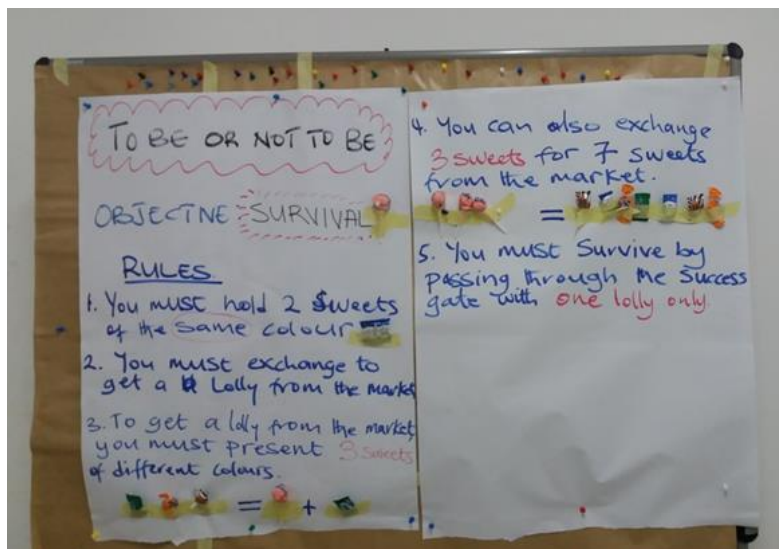 TO BE OR NOT TO BE
OBJECTINE SURVIVAL
RULES
1. You must hold 2 sweets
of the same colour
2. You must exchange to
get a Lolly from the market
3. To get a lolly from the market
you must present 3 sweets
of different colours.
= +
4. You can also exchange
3 sweets for 7 sweets
from the market.
=
5. You must Survive by
passing through the success
gate with one lolly only